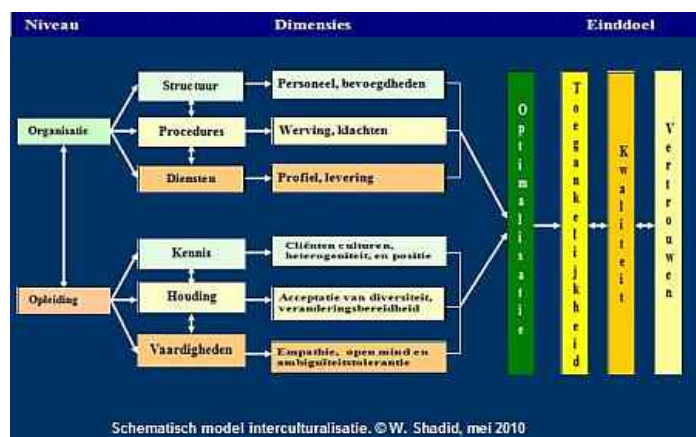 Niveau Dimensies Einddoel
Structuur
Personeel, bevoegdheden
Organisatie
Procedures
Werving, klachten
Diensten
Profiel, levering
Kennis
Cliënten culturen,
heterogeniteit, en positie
Opleiding
Houding
Acceptatie van diversiteit,
veranderingsbereidheid
Vaardigheden
Empathie, open mind en
ambiguïteitstolerantie
Optimalisatie
Toegankelijkheid
Kwaliteit
Vertrouwen
Schematisch model interculturalisatie. © W. Shadid, mei 2010